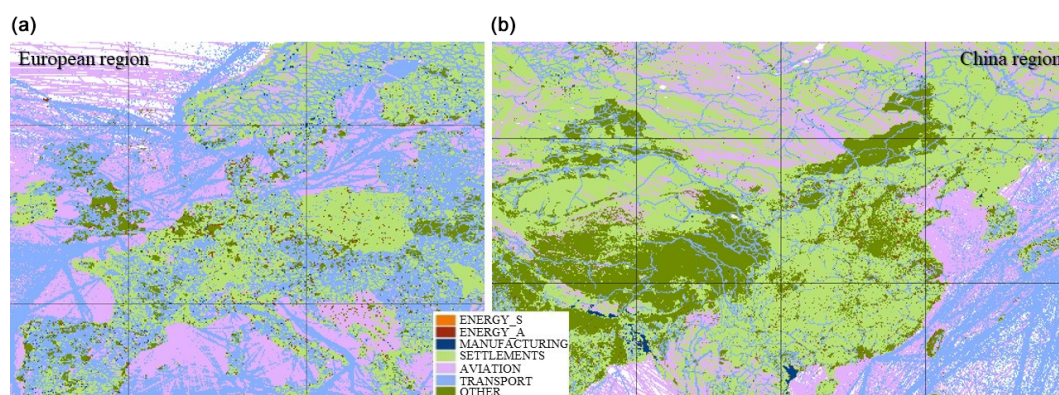 (a)
(b)
European region
China region
ENERGY_S
ENERGY_A
MANUFACTURING
SETTLEMENTS
AVIATION
TRANSPORT
OTHER